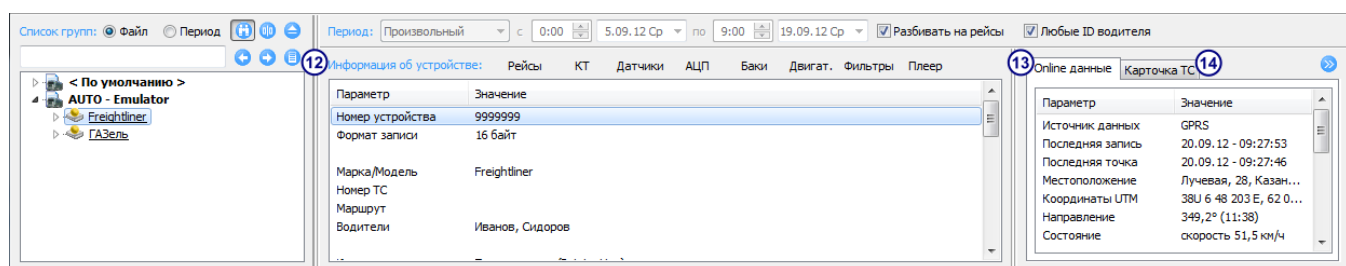 Список групп: Файл Период
Период: Произвольный с 0:00 5.09.12 Ср по 9:00 19.09.12 Ср Разбивать на рейсы Любые ID водителя
< По умолчанию >
AUTO - Emulator
Freightliner
ГАЗель
12 Информация об устройстве: Рейсы КТ Датчики АЦП Баки Двигат. Фильтры Плеер
Параметр Значение
Номер устройства 9999999
Формат записи 16 байт
Марка/Модель Freightliner
Номер ТС
Маршрут
Водители Иванов, Сидоров
13 Online данные Карточка ТС 14
Параметр Значение
Источник данных GPRS
Последняя запись 20.09.12 - 09:27:53
Последняя точка 20.09.12 - 09:27:46
Местоположение Лучевая, 28, Казан...
Координаты UTM 38U 6 48 203 E, 62 0...
Направление 349,2° (11:38)
Состояние скорость 51,5 км/ч